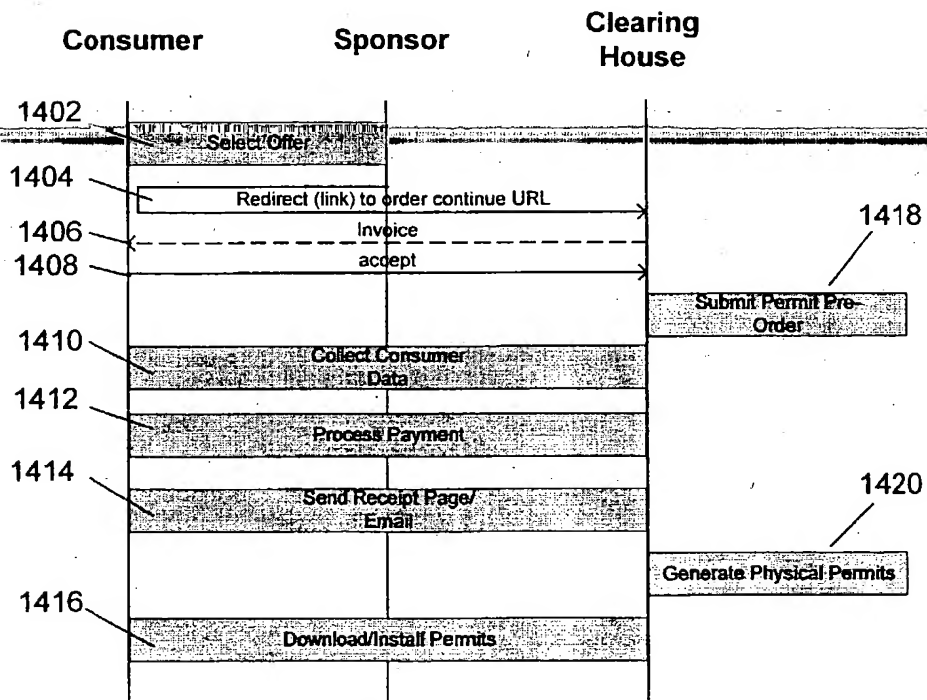 Consumer
Sponsor
Clearing
House
1402
Select Offer
1404
Redirect (link) to order continue URL
1406
Invoice
1418
1408
accept
Submit Permit Pre-
Order
1410
Collect Consumer
Data
1412
Process Payment
1414
Send Receipt Page/
Email
1420
Generate Physical Permits
1416
Download/Install Permits